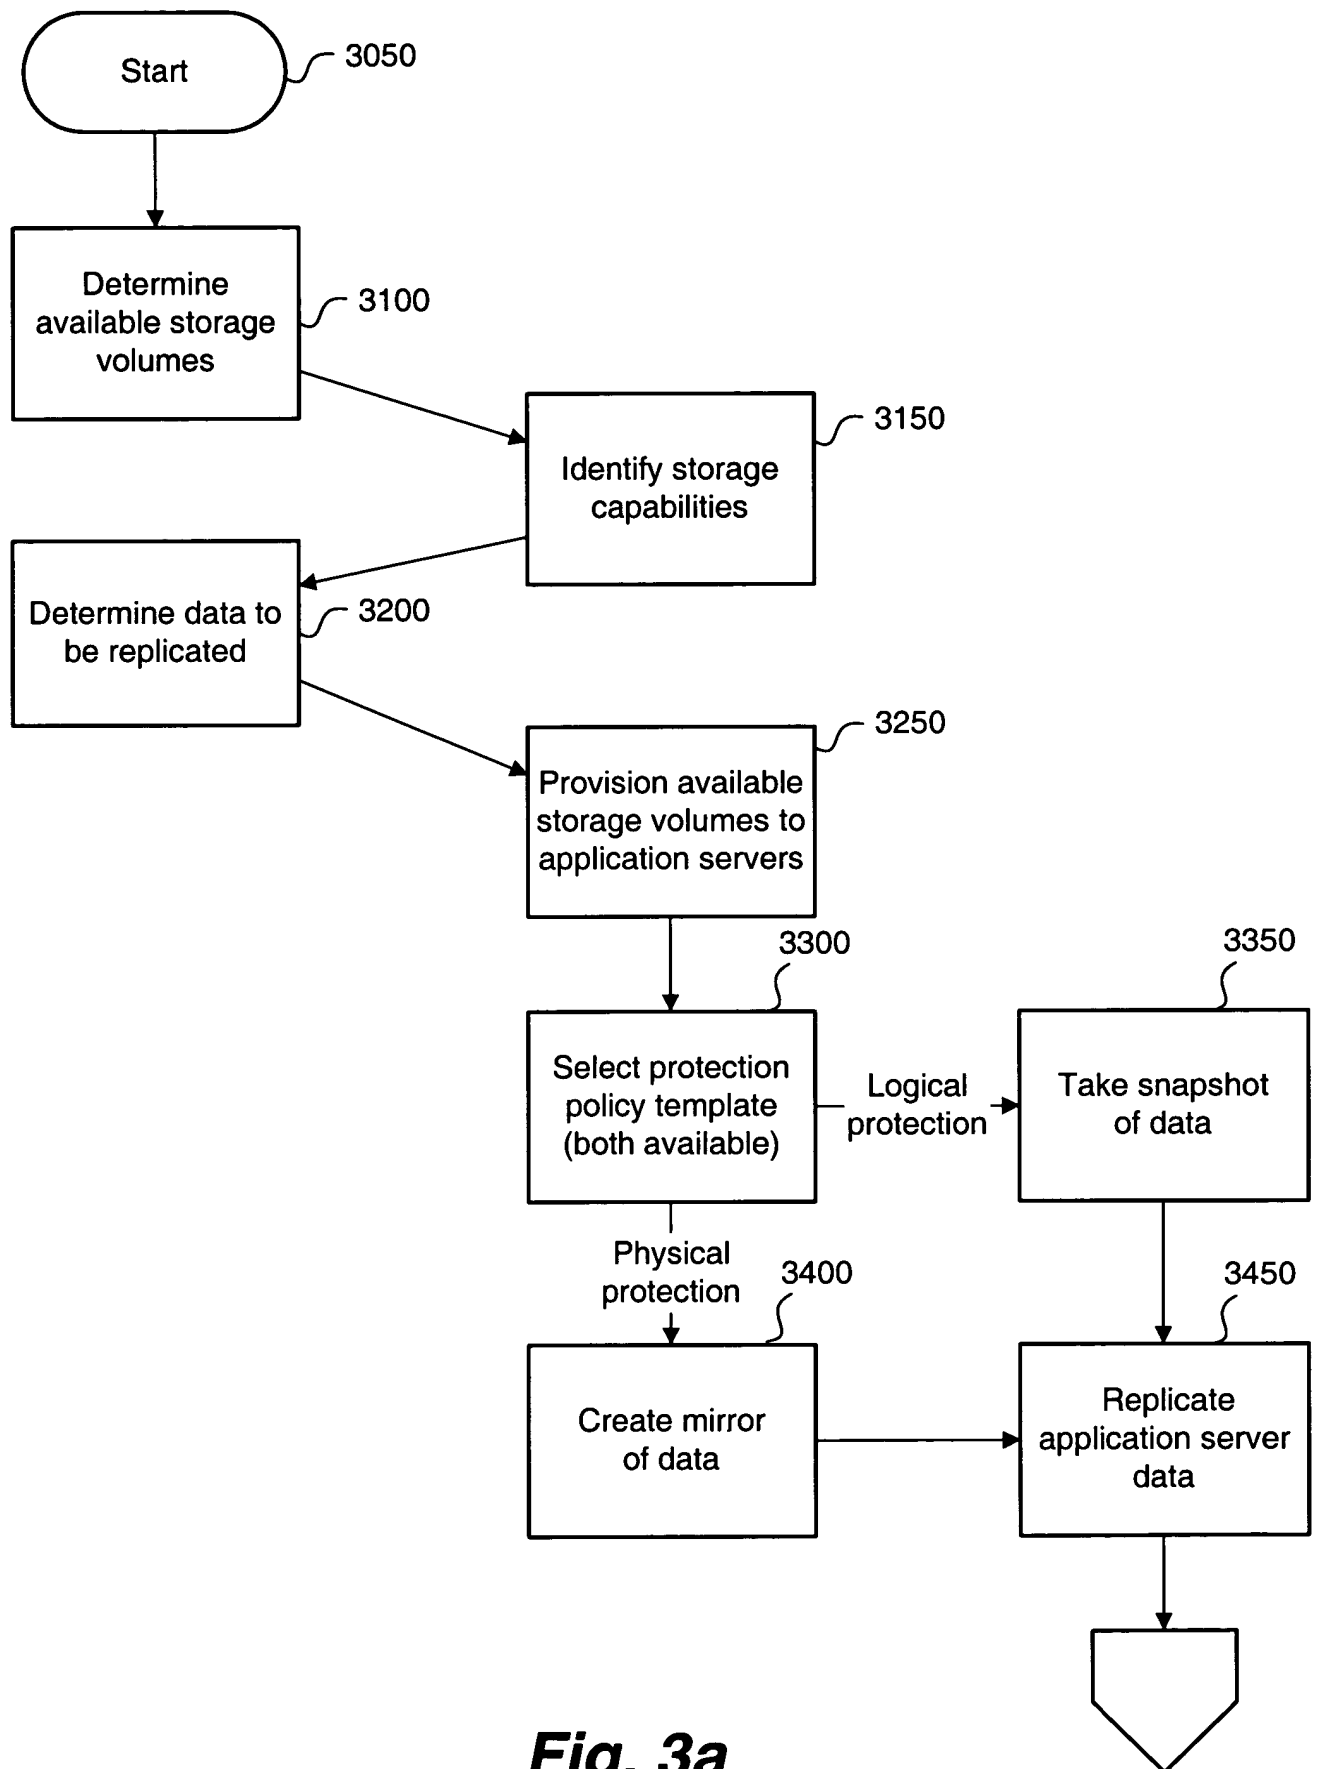 Start
3050
Determine
available storage
volumes
3100
Identify storage
capabilities
3150
Determine data to
be replicated
3200
Provision available
storage volumes to
application servers
3250
Select protection
policy template
(both available)
3300
Logical
protection
Take snapshot
of data
3350
Physical
protection
Create mirror
of data
3400
Replicate
application server
data
3450
Fig. 3a